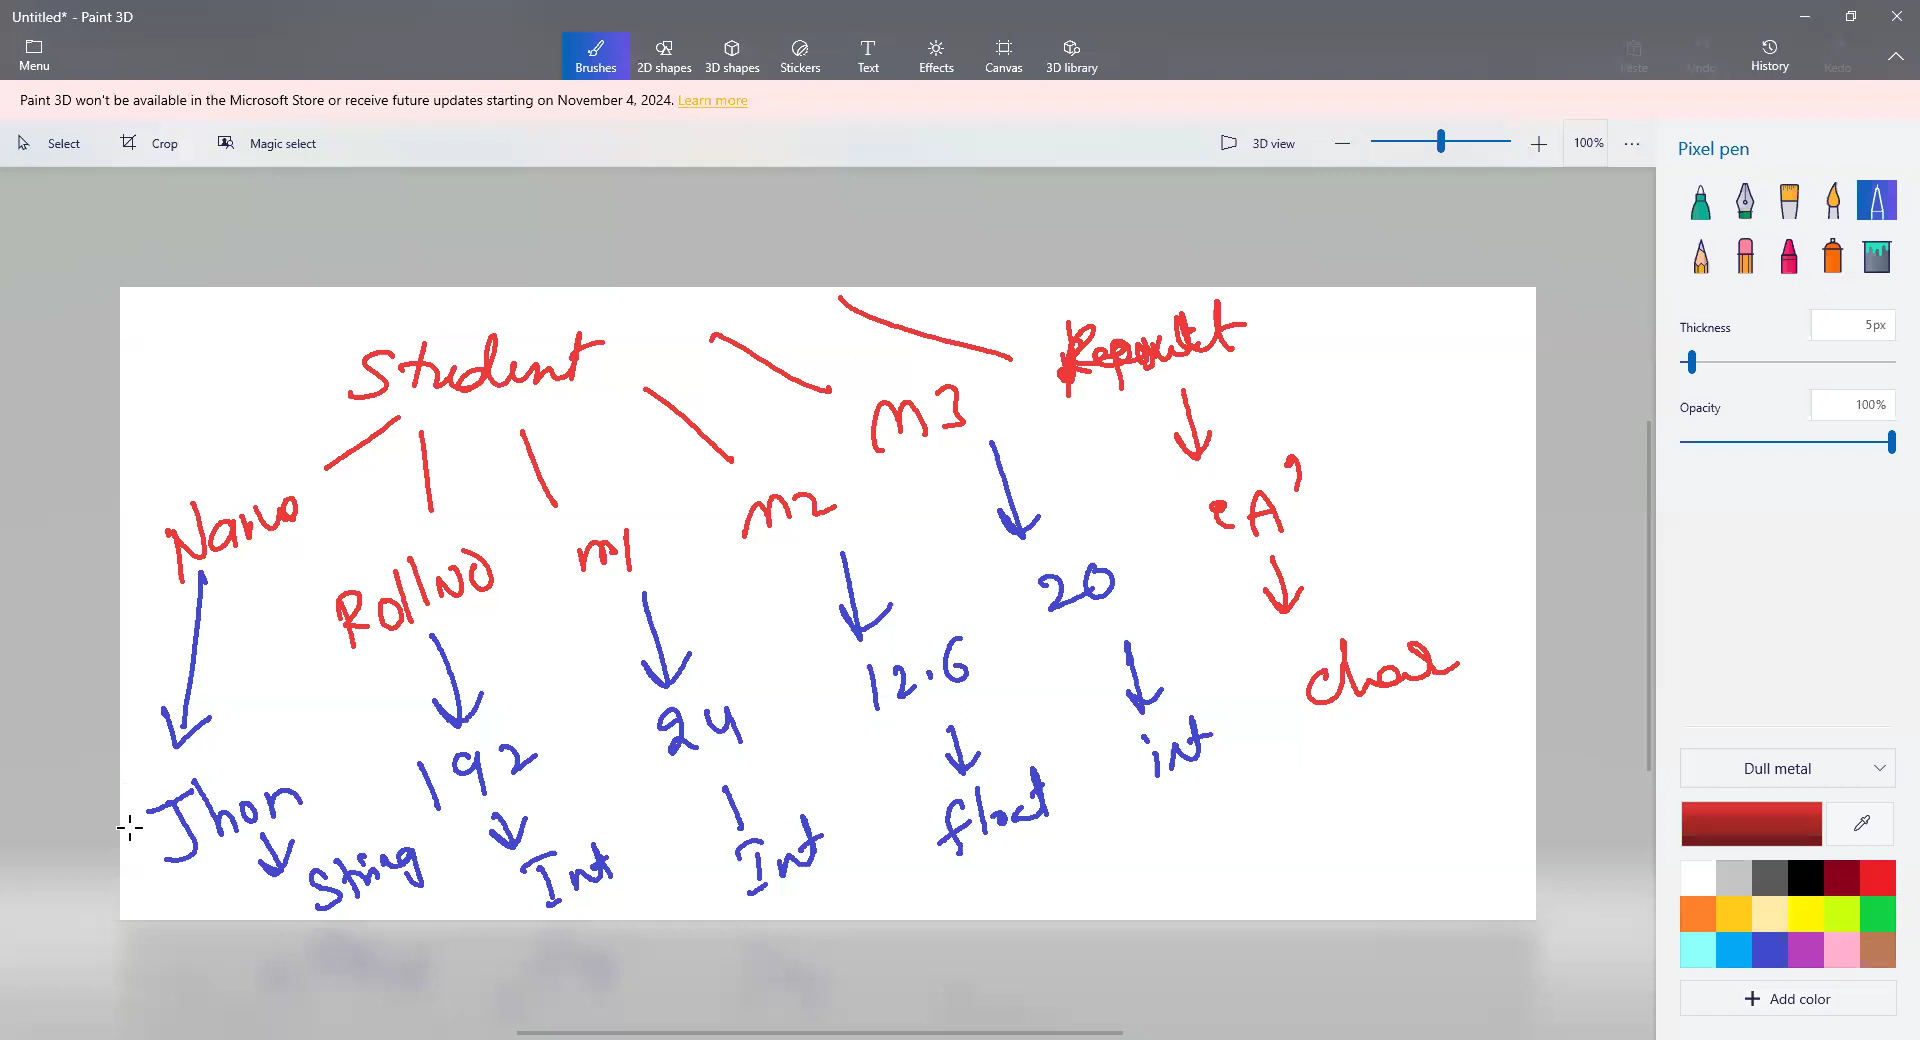 Untitled* - Paint 3D
Menu
Brushes 2D shapes 3D shapes Stickers Text Effects Canvas 3D library
Paste Undo History Redo
Paint 3D won't be available in the Microsoft Store or receive future updates starting on November 4, 2024. Learn more
Select Crop Magic select
3D view 100% ...
Pixel pen
Thickness 5px
Opacity 100%
Dull metal
Add color
Student
M3
Name
RollNO
m1
m2
'A'
20
12.6
char
24
192
int
Jhon
float
String
Int
Int